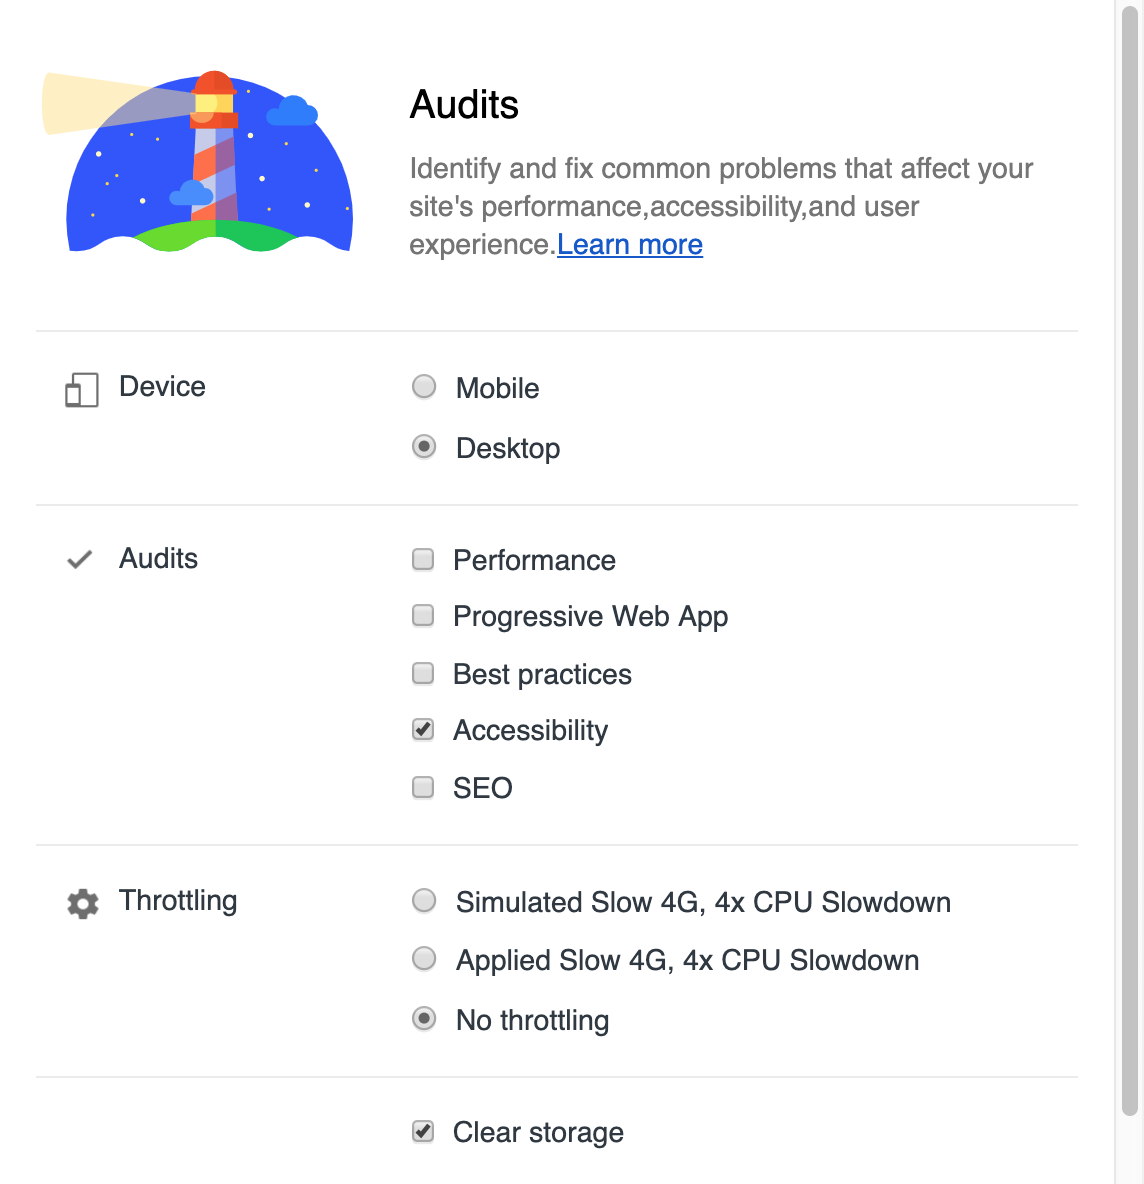 Audits
Identify and fix common problems that affect your
site's performance,accessibility,and user
experience.Learn more
Device
Mobile
Desktop
Audits
Performance
Progressive Web App
Best practices
Accessibility
SEO
Throttling
Simulated Slow 4G, 4x CPU Slowdown
Applied Slow 4G, 4x CPU Slowdown
No throttling
Clear storage